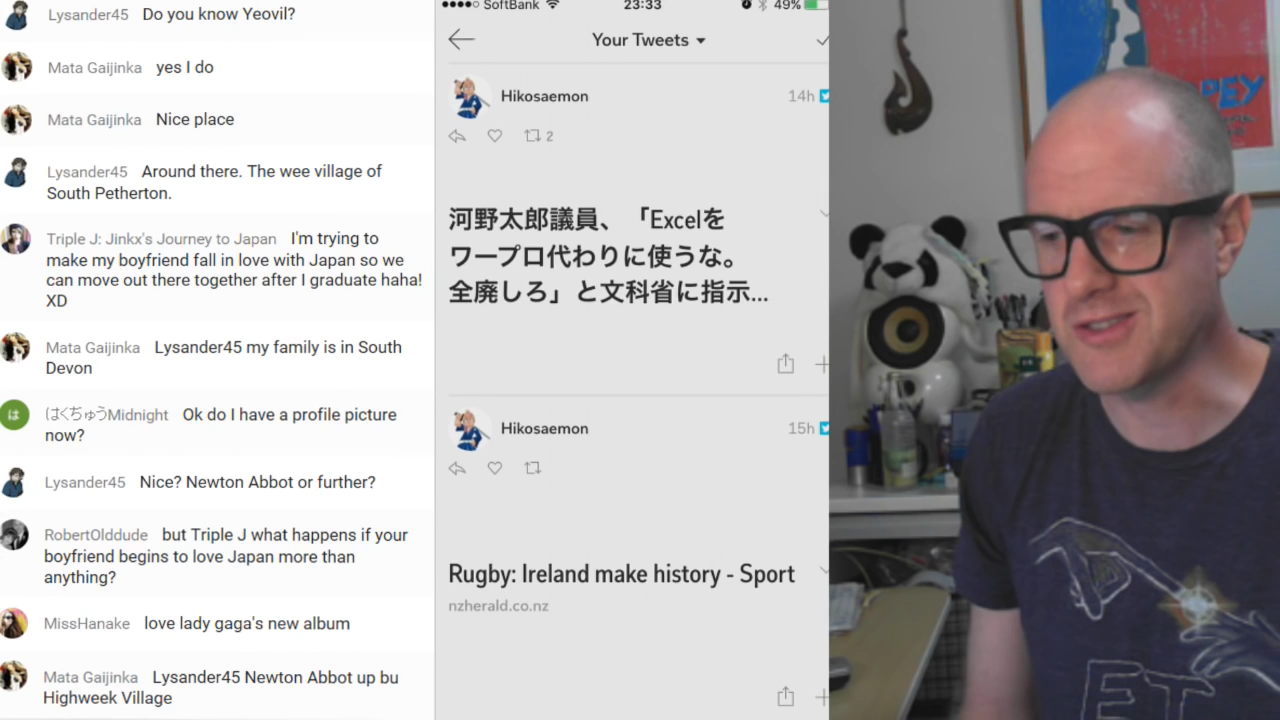 Lysander45 Do you know Yeovil?
Mata Gaijinka yes I do
Mata Gaijinka Nice place
Lysander45 Around there. The wee village of
South Petherton.
Triple J: Jinkx's Journey to Japan I'm trying to
make my boyfriend fall in love with Japan so we
can move out there together after I graduate haha!
XD
Mata Gaijinka Lysander45 my family is in South
Devon
は
はくぢゅうMidnight Ok do I have a profile picture
now?
Lysander45 Nice? Newton Abbot or further?
RobertOlddude but Triple J what happens if your
boyfriend begins to love Japan more than
anything?
MissHanake love lady gaga's new album
Mata Gaijinka Lysander45 Newton Abbot up bu
Highweek Village
SoftBank 23:33 49%
Your Tweets
Hikosaemon 14h
2
河野太郎議員、「Excelを
ワープロ代わりに使うな。
全廃しろ」と文科省に指示...
Hikosaemon 15h
Rugby: Ireland make history - Sport
nzherald.co.nz
ET